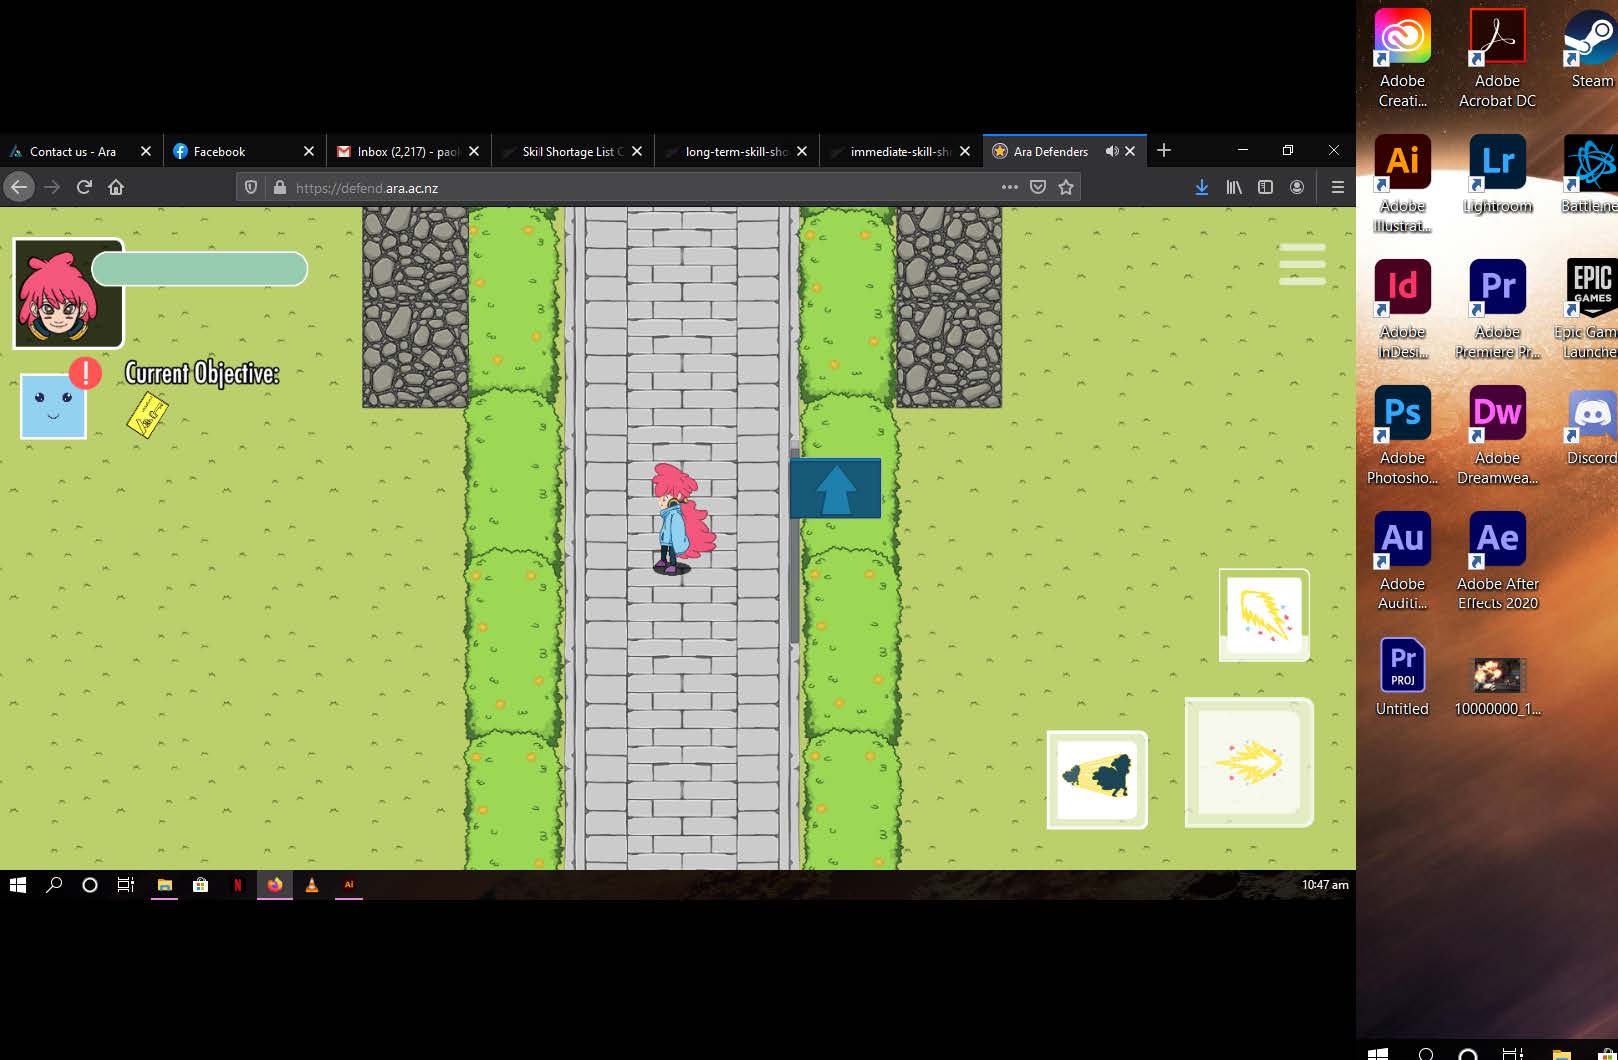 Contact us - Ara
Facebook
Inbox (2,217) - paol
Skill Shortage List C
long-term-skill-sho
immediate-skill-sh
Ara Defenders
https://defend.ara.ac.nz
Current Objective:
!
10:47 am
Adobe
Creati...
Adobe
Acrobat DC
Steam
Ai
Adobe
Illustrat...
Lr
Lightroom
Battle.ne
Id
Adobe
InDesi...
Pr
Adobe
Premiere Pr...
EPIC
GAMES
Epic Gam
Launche
Ps
Adobe
Photosho...
Dw
Adobe
Dreamwea...
Discord
Au
Adobe
Auditi...
Ae
Adobe After
Effects 2020
Pr
PROJ
Untitled
10000000_1...
N
Ai